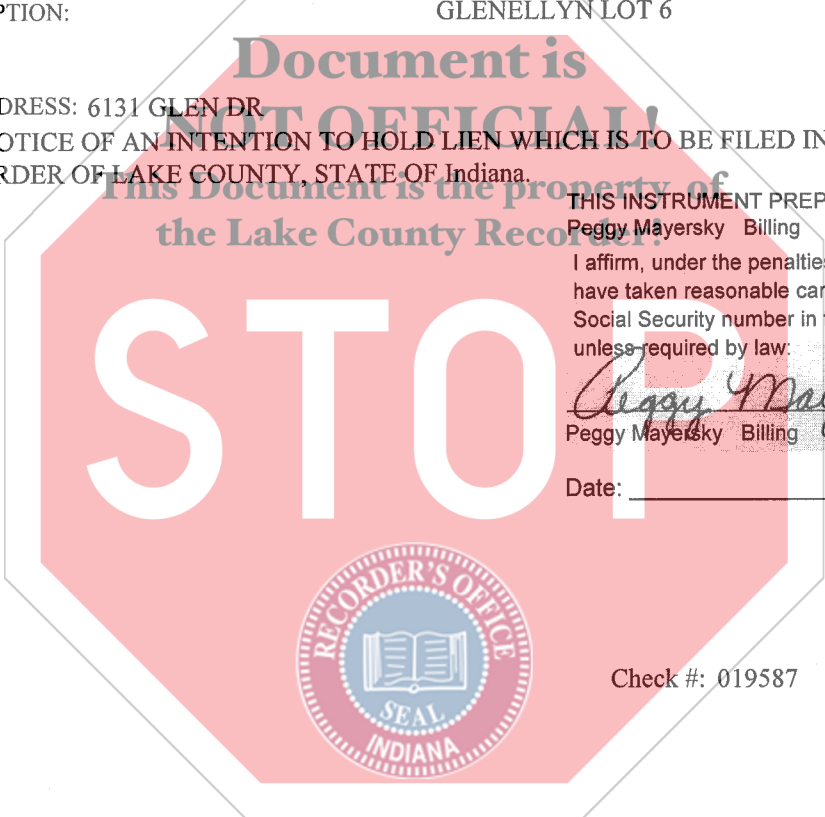 PTION: GLENELLYN LOT 6
Document is
NOT OFFICIAL!
DRESS: 6131 GLEN DR
OTICE OF AN INTENTION TO HOLD LIEN WHICH IS TO BE FILED IN
RDER OF LAKE COUNTY, STATE OF Indiana.
This Document is the property of
the Lake County Recorder!
THIS INSTRUMENT PREP
Peggy Mayersky Billing
I affirm, under the penalties
have taken reasonable car
Social Security number in
unless required by law:
Peggy May
Peggy Mayersky Billing
Date:
STOP
RECORDER'S OFFICE
SEAL
INDIANA
Check #: 019587